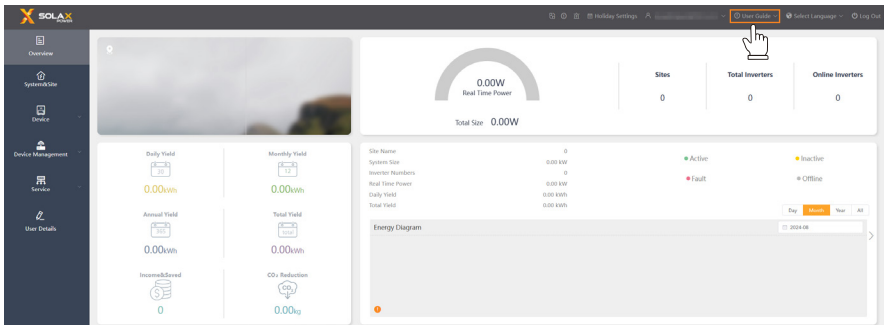 SOLAX
POWER
Holiday Settings
User Guide
Select Language
Log Out
Overview
System&Site
Device
Device Management
Service
User Details
0.00W
Real Time Power
Total Size 0.00W
Sites
0
Total Inverters
0
Online Inverters
0
Daily Yield
30
0.00kWh
Monthly Yield
12
0.00kWh
Annual Yield
365
0.00kWh
Total Yield
total
0.00kWh
Income&Saved
0
CO₂ Reduction
CO₂
0.00kg
Site Name 0
System Size 0.00 kW
Inverter Numbers 0
Real Time Power 0.00 kW
Daily Yield 0.00 kWh
Total Yield 0.00 kWh
Active
Inactive
Fault
Offline
Day Month Year All
Energy Diagram
2024-08